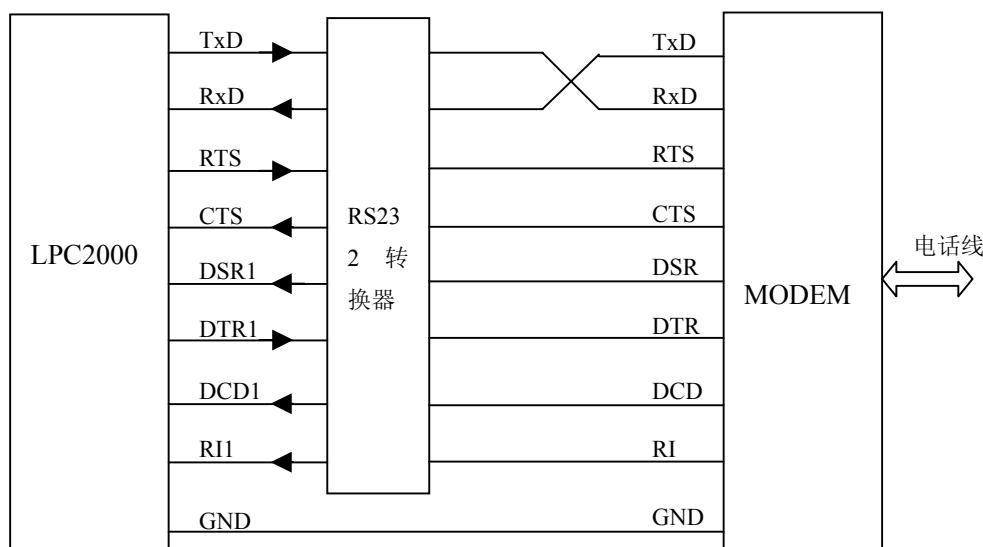 TxD
TxD
RxD
RxD
RTS
RTS
CTS
CTS
RS23
2 转
换器
LPC2000
DSR1
DSR
MODEM
电话线
DTR1
DTR
DCD1
DCD
RI1
RI
GND
GND